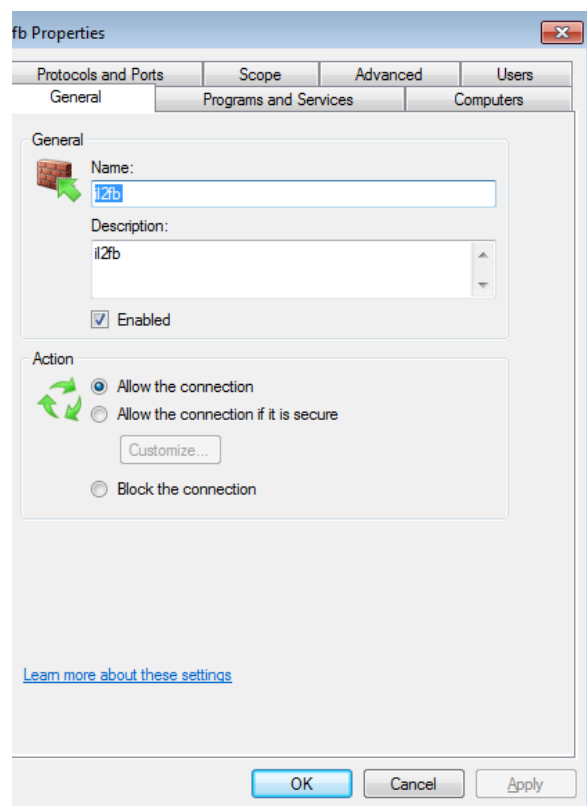 fb Properties
Protocols and Ports Scope Advanced Users
General Programs and Services Computers
General
Name:
il2fb
Description:
il2fb
Enabled
Action
Allow the connection
Allow the connection if it is secure
Customize...
Block the connection
Learn more about these settings
OK Cancel Apply